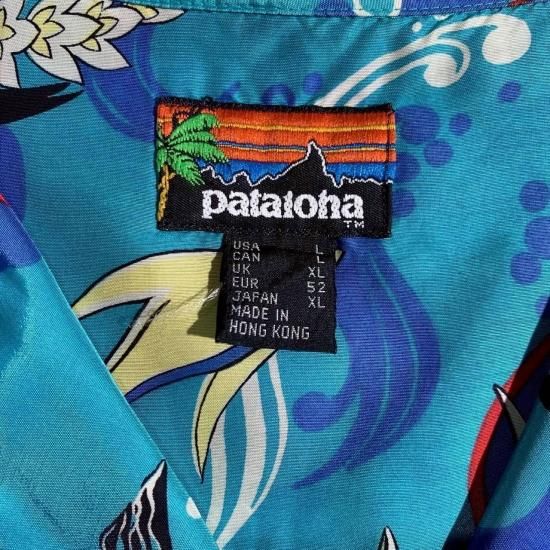 pataloha
TM
USA L
CAN L
UK XL
EUR 52
JAPAN XL
MADE IN
HONG KONG